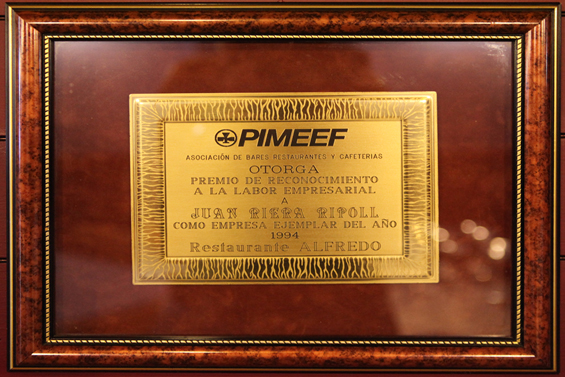 PIMEEF
ASOCIACIÓN DE BARES RESTAURANTES Y CAFETERIAS
OTORGA
PREMIO DE RECONOCIMIENTO
A LA LABOR EMPRESARIAL
A
JUAN RIERA RIPOLL
COMO EMPRESA EJEMPLAR DEL AÑO
1994
Restaurante ALFREDO